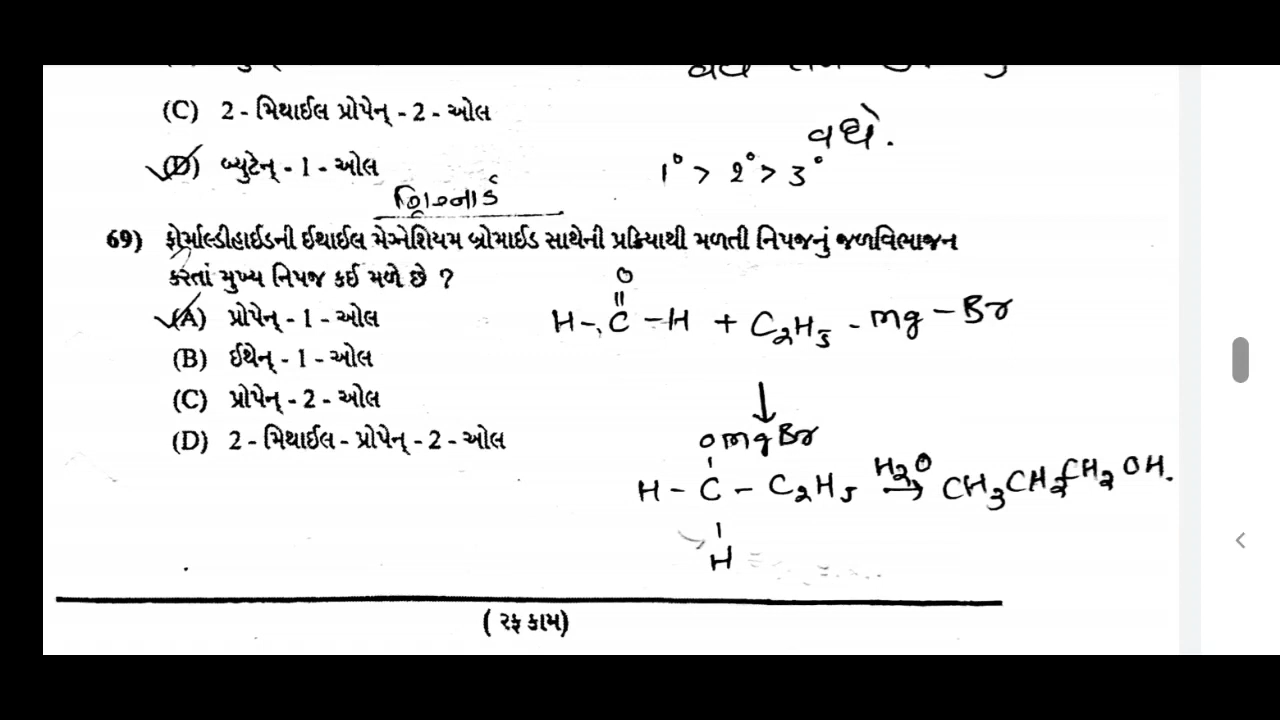 (C) 2 - મિથાઈલ પ્રોપેન્ - 2 - ઓલ
વધે.
(D) બ્યુટેન્ - 1 - ઓલ
1° > 2° > 3°
ગ્રિગ્નાર્ડ
69) ફોર્માલ્ડીહાઈડની ઈથાઈલ મેગ્નેશિયમ બ્રોમાઈડ સાથેની પ્રક્રિયાથી મળતી નિપજનું જળવિભાજન
કરતાં મુખ્ય નિપજ કઈ મળે છે ?
O
||
(A) પ્રોપેન્ - 1 - ઓલ
H - C - H + C2H5 - Mg - Br
(B) ઈથેન્ - 1 - ઓલ
(C) પ્રોપેન્ - 2 - ઓલ
↓
(D) 2 - મિથાઈલ - પ્રોપેન્ - 2 - ઓલ
OMgBr
H - C - C2H5 H2O → CH3CH2CH2OH.
H
( રફ કામ)